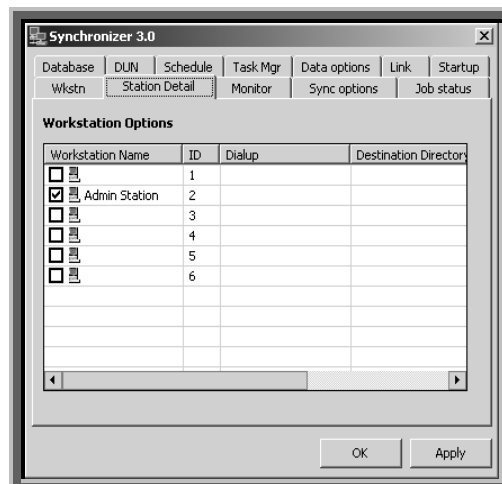 Synchronizer 3.0
Database DUN Schedule Task Mgr Data options Link Startup
Wkstn Station Detail Monitor Sync options Job status
Workstation Options
Workstation Name ID Dialup Destination Directory
1
Admin Station 2
3
4
5
6
OK Apply